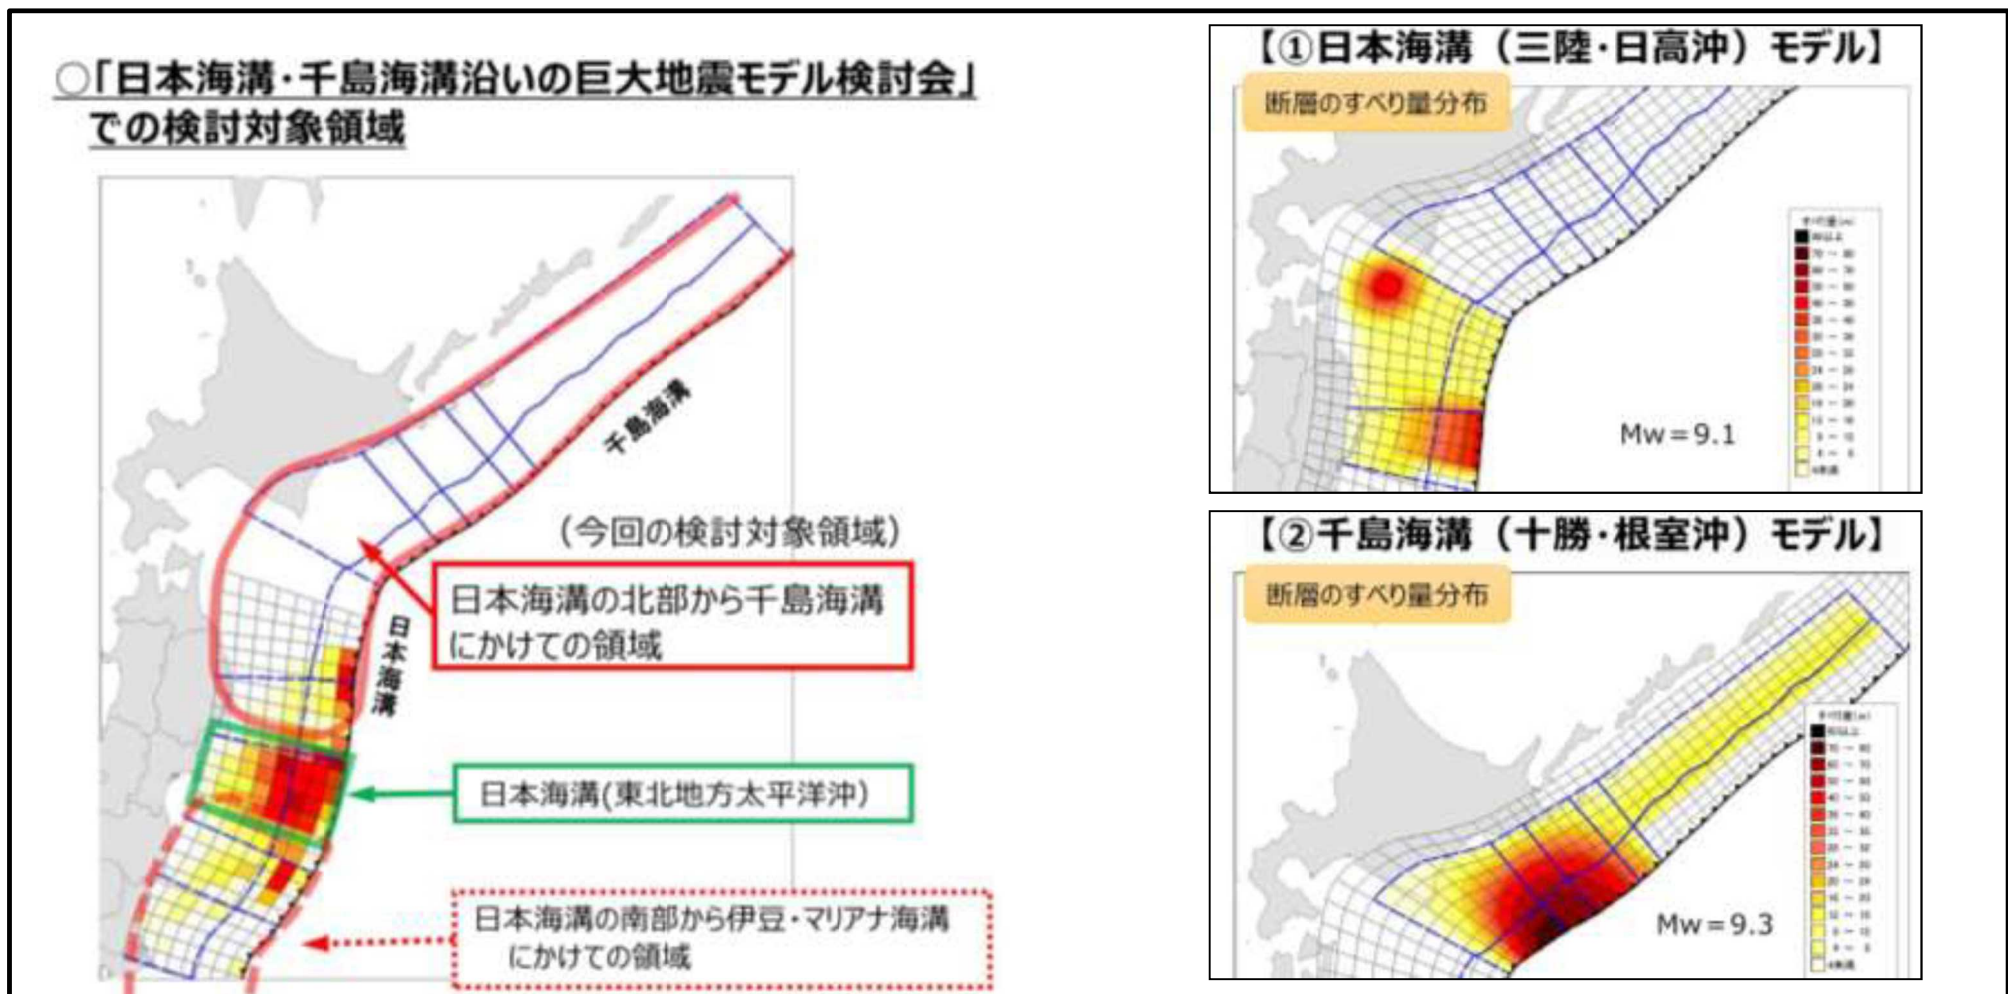 ○「日本海溝・千島海溝沿いの巨大地震モデル検討会」
での検討対象領域
千島海溝
（今回の検討対象領域）
日本海溝の北部から千島海溝
にかけての領域
日本海溝
日本海溝(東北地方太平洋沖)
日本海溝の南部から伊豆・マリアナ海溝
にかけての領域
【①日本海溝（三陸・日高沖）モデル】
断層のすべり量分布
Mw＝9.1
【②千島海溝（十勝・根室沖）モデル】
断層のすべり量分布
Mw＝9.3